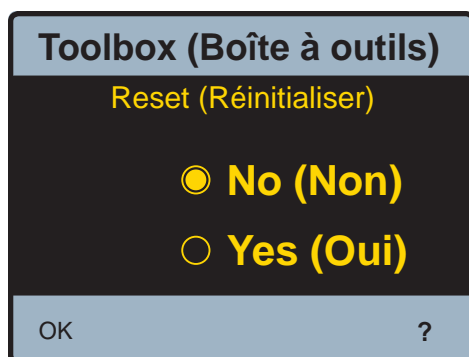 Toolbox (Boîte à outils)
Reset (Réinitialiser)
No (Non)
Yes (Oui)
OK ?